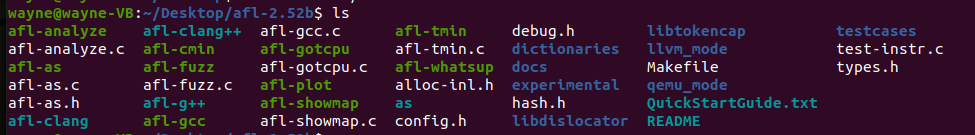 wayne@wayne-VB:~/Desktop/afl-2.52b$ ls
afl-analyze afl-clang++ afl-gcc.c afl-tmin debug.h libtokencap testcases
afl-analyze.c afl-cmin afl-gotcpu afl-tmin.c dictionaries llvm_mode test-instr.c
afl-as afl-fuzz afl-gotcpu.c afl-whatsup docs Makefile types.h
afl-as.c afl-fuzz.c afl-plot alloc-inl.h experimental qemu_mode
afl-as.h afl-g++ afl-showmap as hash.h QuickStartGuide.txt
afl-clang afl-gcc afl-showmap.c config.h libdislocator README